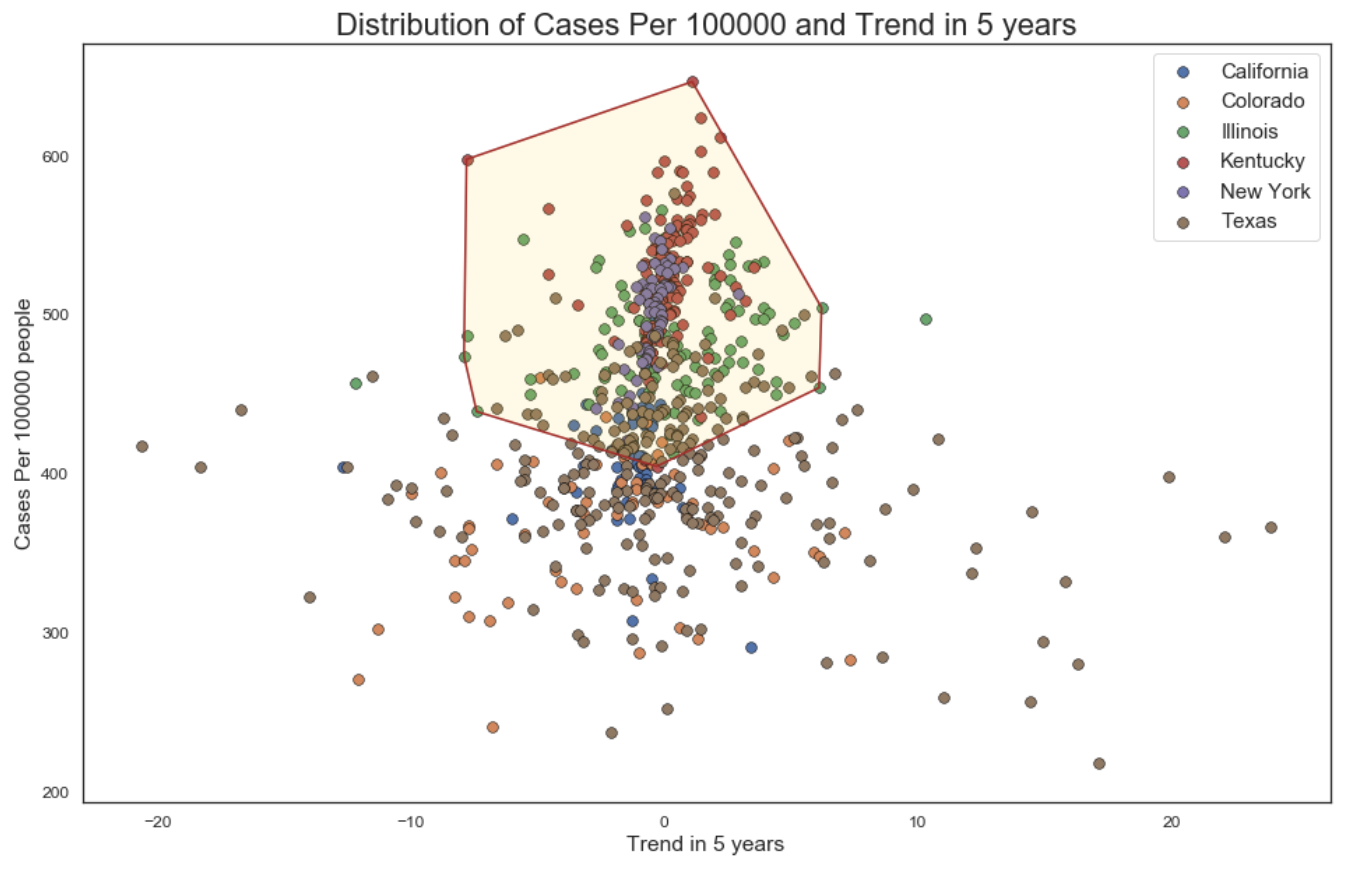 Distribution of Cases Per 100000 and Trend in 5 years
California
Colorado
Illinois
Kentucky
New York
Texas
600
500
400
300
200
Cases Per 100000 people
−20
−10
0
10
20
Trend in 5 years